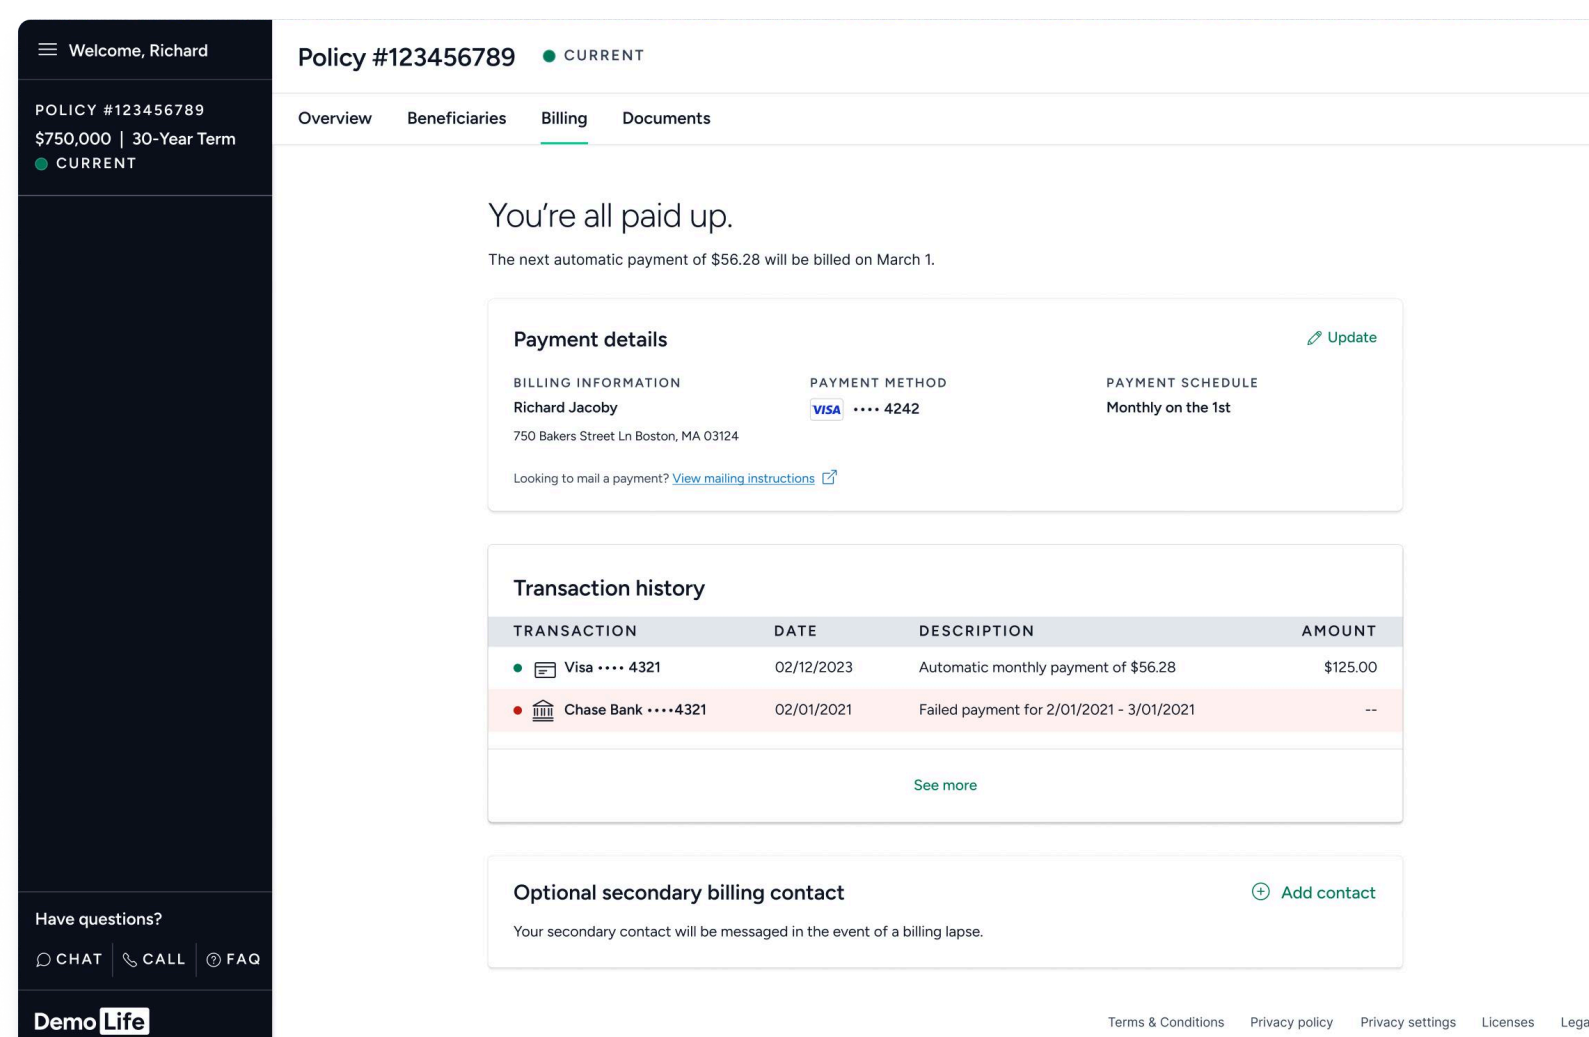 Welcome, Richard
POLICY #123456789
$750,000 | 30-Year Term
CURRENT
Policy #123456789 CURRENT
Overview Beneficiaries Billing Documents
You’re all paid up.
The next automatic payment of $56.28 will be billed on March 1.
Payment details Update
BILLING INFORMATION PAYMENT METHOD PAYMENT SCHEDULE
Richard Jacoby VISA •••• 4242 Monthly on the 1st
750 Bakers Street Ln Boston, MA 03124
Looking to mail a payment? View mailing instructions
Transaction history
TRANSACTION DATE DESCRIPTION AMOUNT
Visa •••• 4321 02/12/2023 Automatic monthly payment of $56.28 $125.00
Chase Bank ••••4321 02/01/2021 Failed payment for 2/01/2021 - 3/01/2021 --
See more
Optional secondary billing contact Add contact
Your secondary contact will be messaged in the event of a billing lapse.
Have questions?
CHAT CALL FAQ
Demo Life
Terms & Conditions Privacy policy Privacy settings Licenses Lega